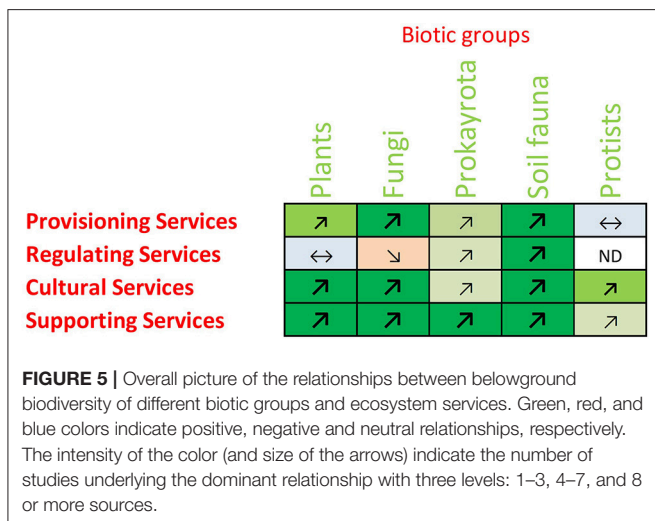 Biotic groups
Plants
Fungi
Prokayrota
Soil fauna
Protists
Provisioning Services ↗ ↗ ↗ ↗ ↔
Regulating Services ↔ ↘ ↗ ↗ ND
Cultural Services ↗ ↗ ↗ ↗ ↗
Supporting Services ↗ ↗ ↗ ↗ ↗
FIGURE 5 | Overall picture of the relationships between belowground
biodiversity of different biotic groups and ecosystem services. Green, red, and
blue colors indicate positive, negative and neutral relationships, respectively.
The intensity of the color (and size of the arrows) indicate the number of
studies underlying the dominant relationship with three levels: 1–3, 4–7, and 8
or more sources.